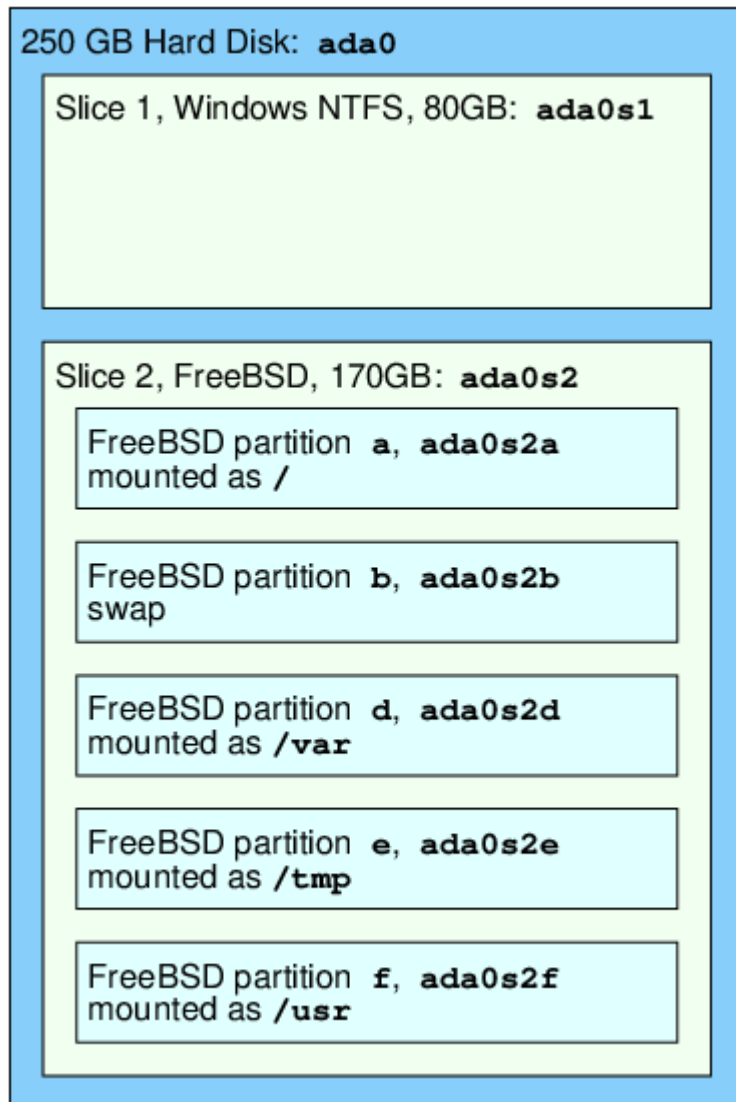 250 GB Hard Disk: ada0
Slice 1, Windows NTFS, 80GB: ada0s1
Slice 2, FreeBSD, 170GB: ada0s2
FreeBSD partition a, ada0s2a
mounted as /
FreeBSD partition b, ada0s2b
swap
FreeBSD partition d, ada0s2d
mounted as /var
FreeBSD partition e, ada0s2e
mounted as /tmp
FreeBSD partition f, ada0s2f
mounted as /usr